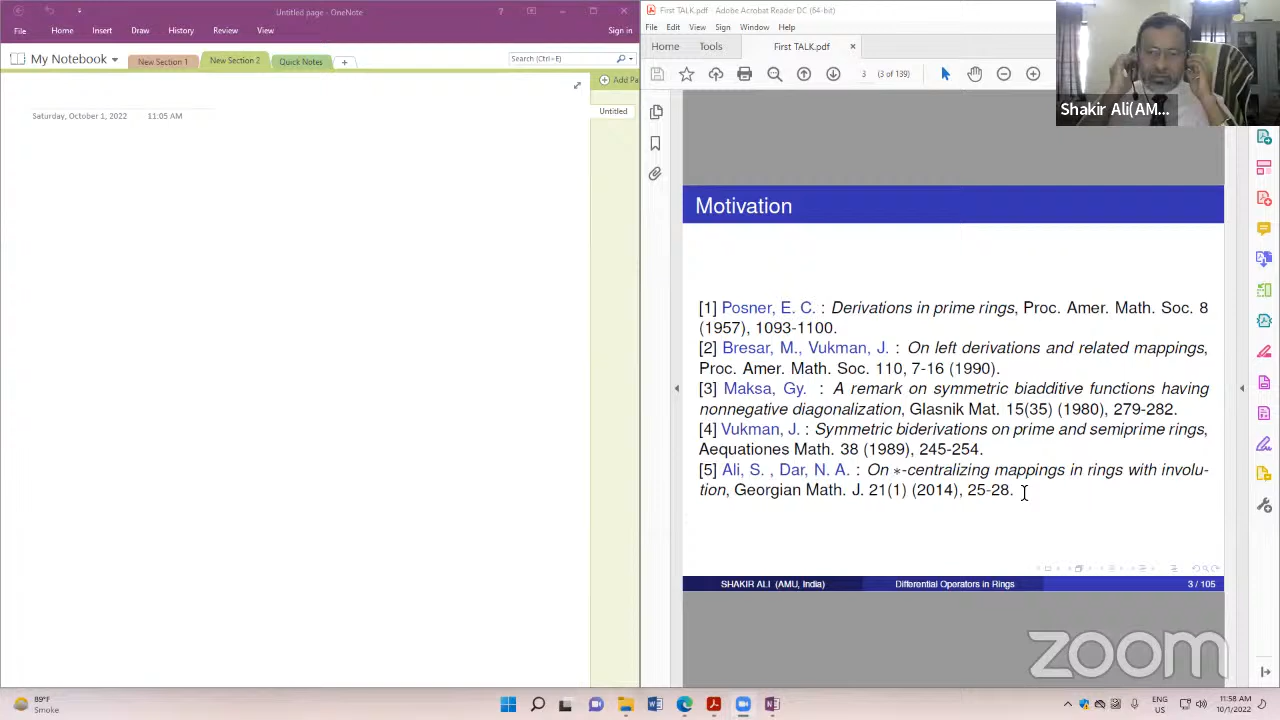 Untitled page - OneNote
File Home Insert Draw History Review View Sign in
My Notebook New Section 1 New Section 2 Quick Notes + Search (Ctrl+E)
Add Pa
Untitled
Saturday, October 1, 2022 11:05 AM
First TALK.pdf - Adobe Acrobat Reader DC (64-bit)
File Edit View Sign Window Help
Home Tools First TALK.pdf ×
3 (3 of 139)
Shakir Ali(AM...
Motivation
[1] Posner, E. C. : Derivations in prime rings, Proc. Amer. Math. Soc. 8
(1957), 1093-1100.
[2] Bresar, M., Vukman, J. : On left derivations and related mappings,
Proc. Amer. Math. Soc. 110, 7-16 (1990).
[3] Maksa, Gy. : A remark on symmetric biadditive functions having
nonnegative diagonalization, Glasnik Mat. 15(35) (1980), 279-282.
[4] Vukman, J. : Symmetric biderivations on prime and semiprime rings,
Aequationes Math. 38 (1989), 245-254.
[5] Ali, S. , Dar, N. A. : On ∗-centralizing mappings in rings with involu-
tion, Georgian Math. J. 21(1) (2014), 25-28.
SHAKIR ALI (AMU, India) Differential Operators in Rings 3 / 105
zoom
89°F
Smoke
ENG
US
11:58 AM
10/1/2022